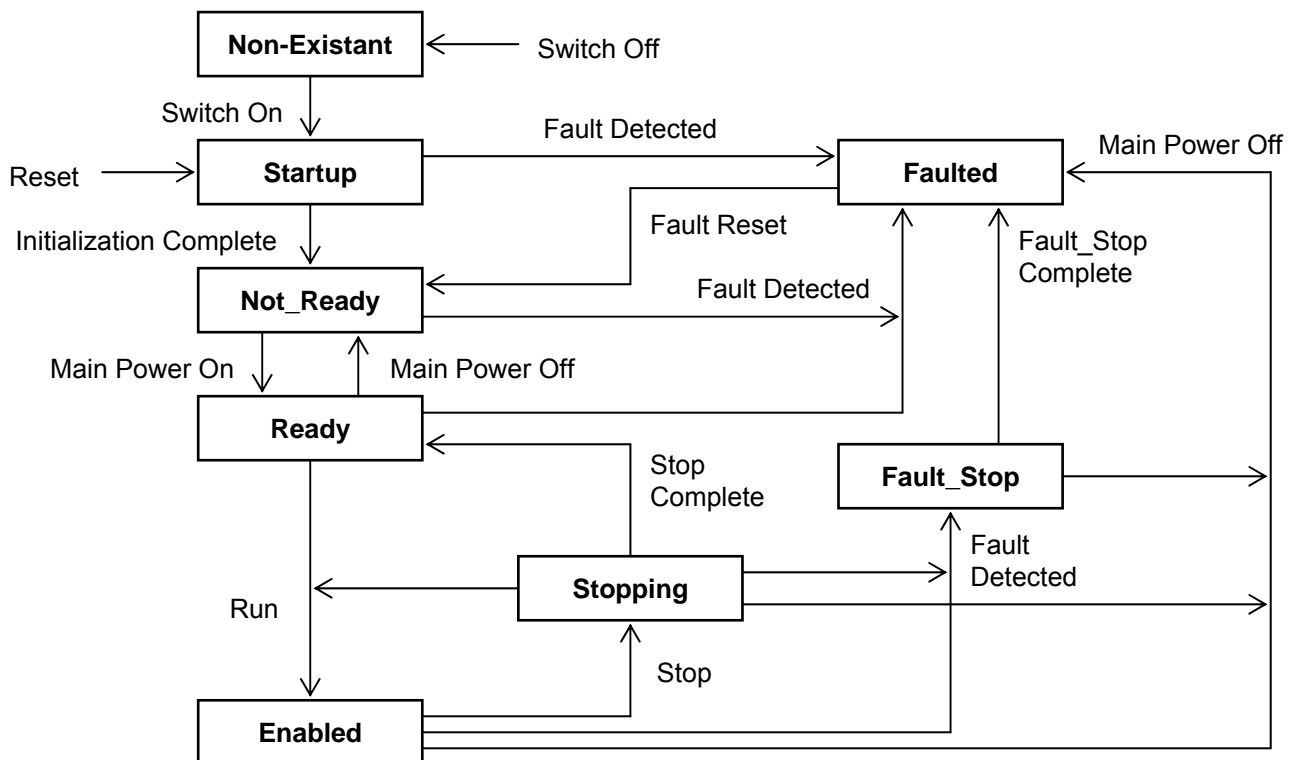 Non-Existant
Switch Off
Switch On
Fault Detected
Main Power Off
Startup
Faulted
Reset
Fault Reset
Fault_Stop
Complete
Initialization Complete
Not_Ready
Fault Detected
Main Power On
Main Power Off
Ready
Stop
Complete
Fault_Stop
Fault
Detected
Stopping
Run
Stop
Enabled